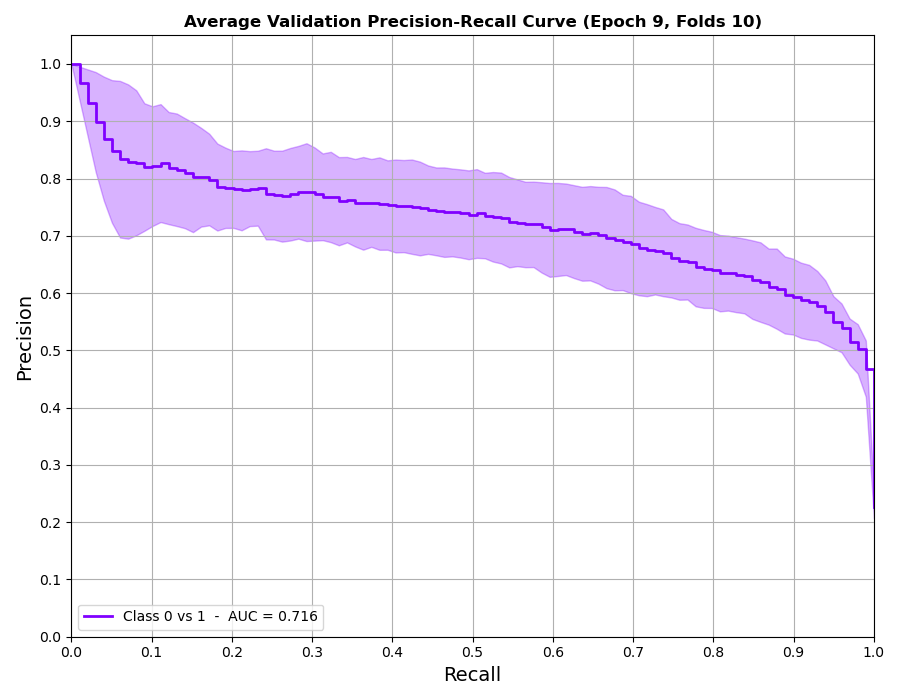 Average Validation Precision-Recall Curve (Epoch 9, Folds 10)
Precision
1.0
0.9
0.8
0.7
0.6
0.5
0.4
0.3
0.2
0.1
0.0
Class 0 vs 1 - AUC = 0.716
0.0 0.1 0.2 0.3 0.4 0.5 0.6 0.7 0.8 0.9 1.0
Recall